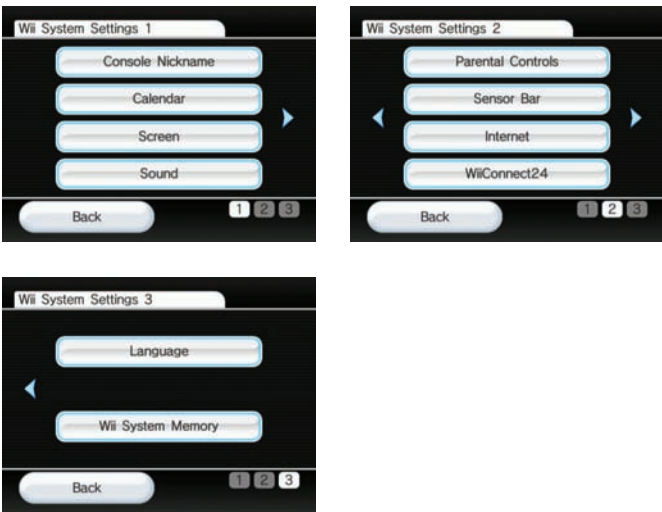 Wii System Settings 1
Console Nickname
Calendar
Screen
Sound
Back
1 2 3
Wii System Settings 2
Parental Controls
Sensor Bar
Internet
WiiConnect24
Back
1 2 3
Wii System Settings 3
Language
Wii System Memory
Back
1 2 3